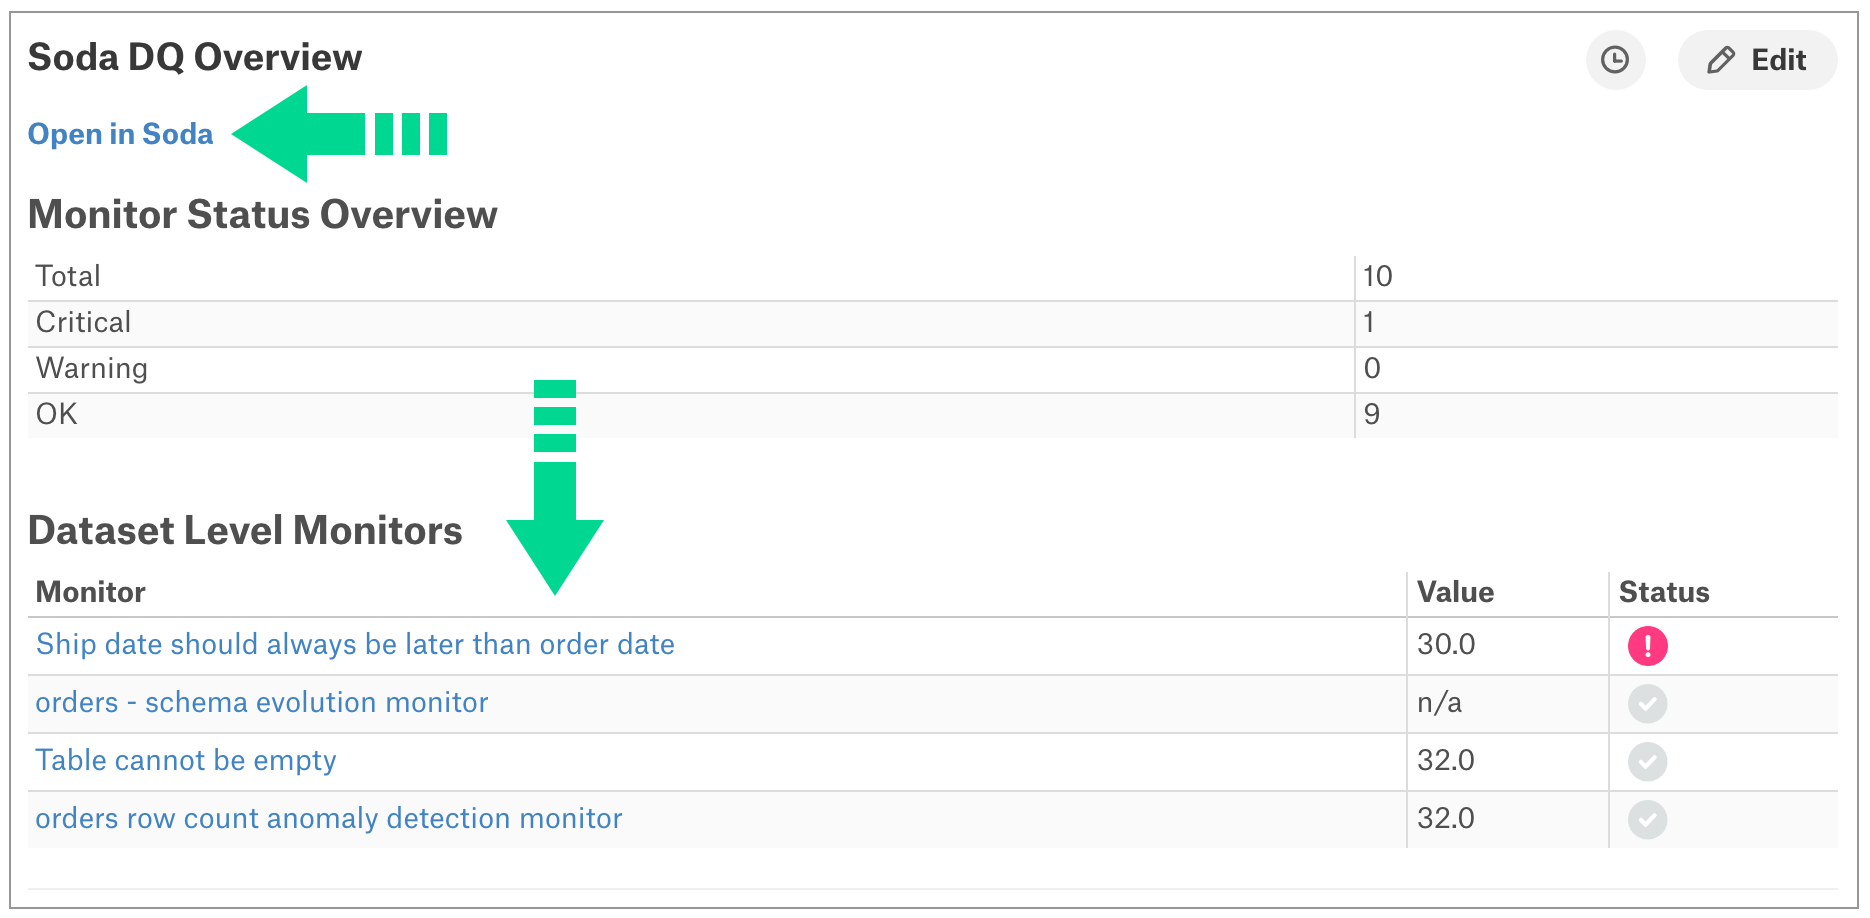 Soda DQ Overview
Edit
Open in Soda
Monitor Status Overview
Total 10
Critical 1
Warning 0
OK 9
Dataset Level Monitors
Monitor Value Status
Ship date should always be later than order date 30.0 !
orders - schema evolution monitor n/a
Table cannot be empty 32.0
orders row count anomaly detection monitor 32.0